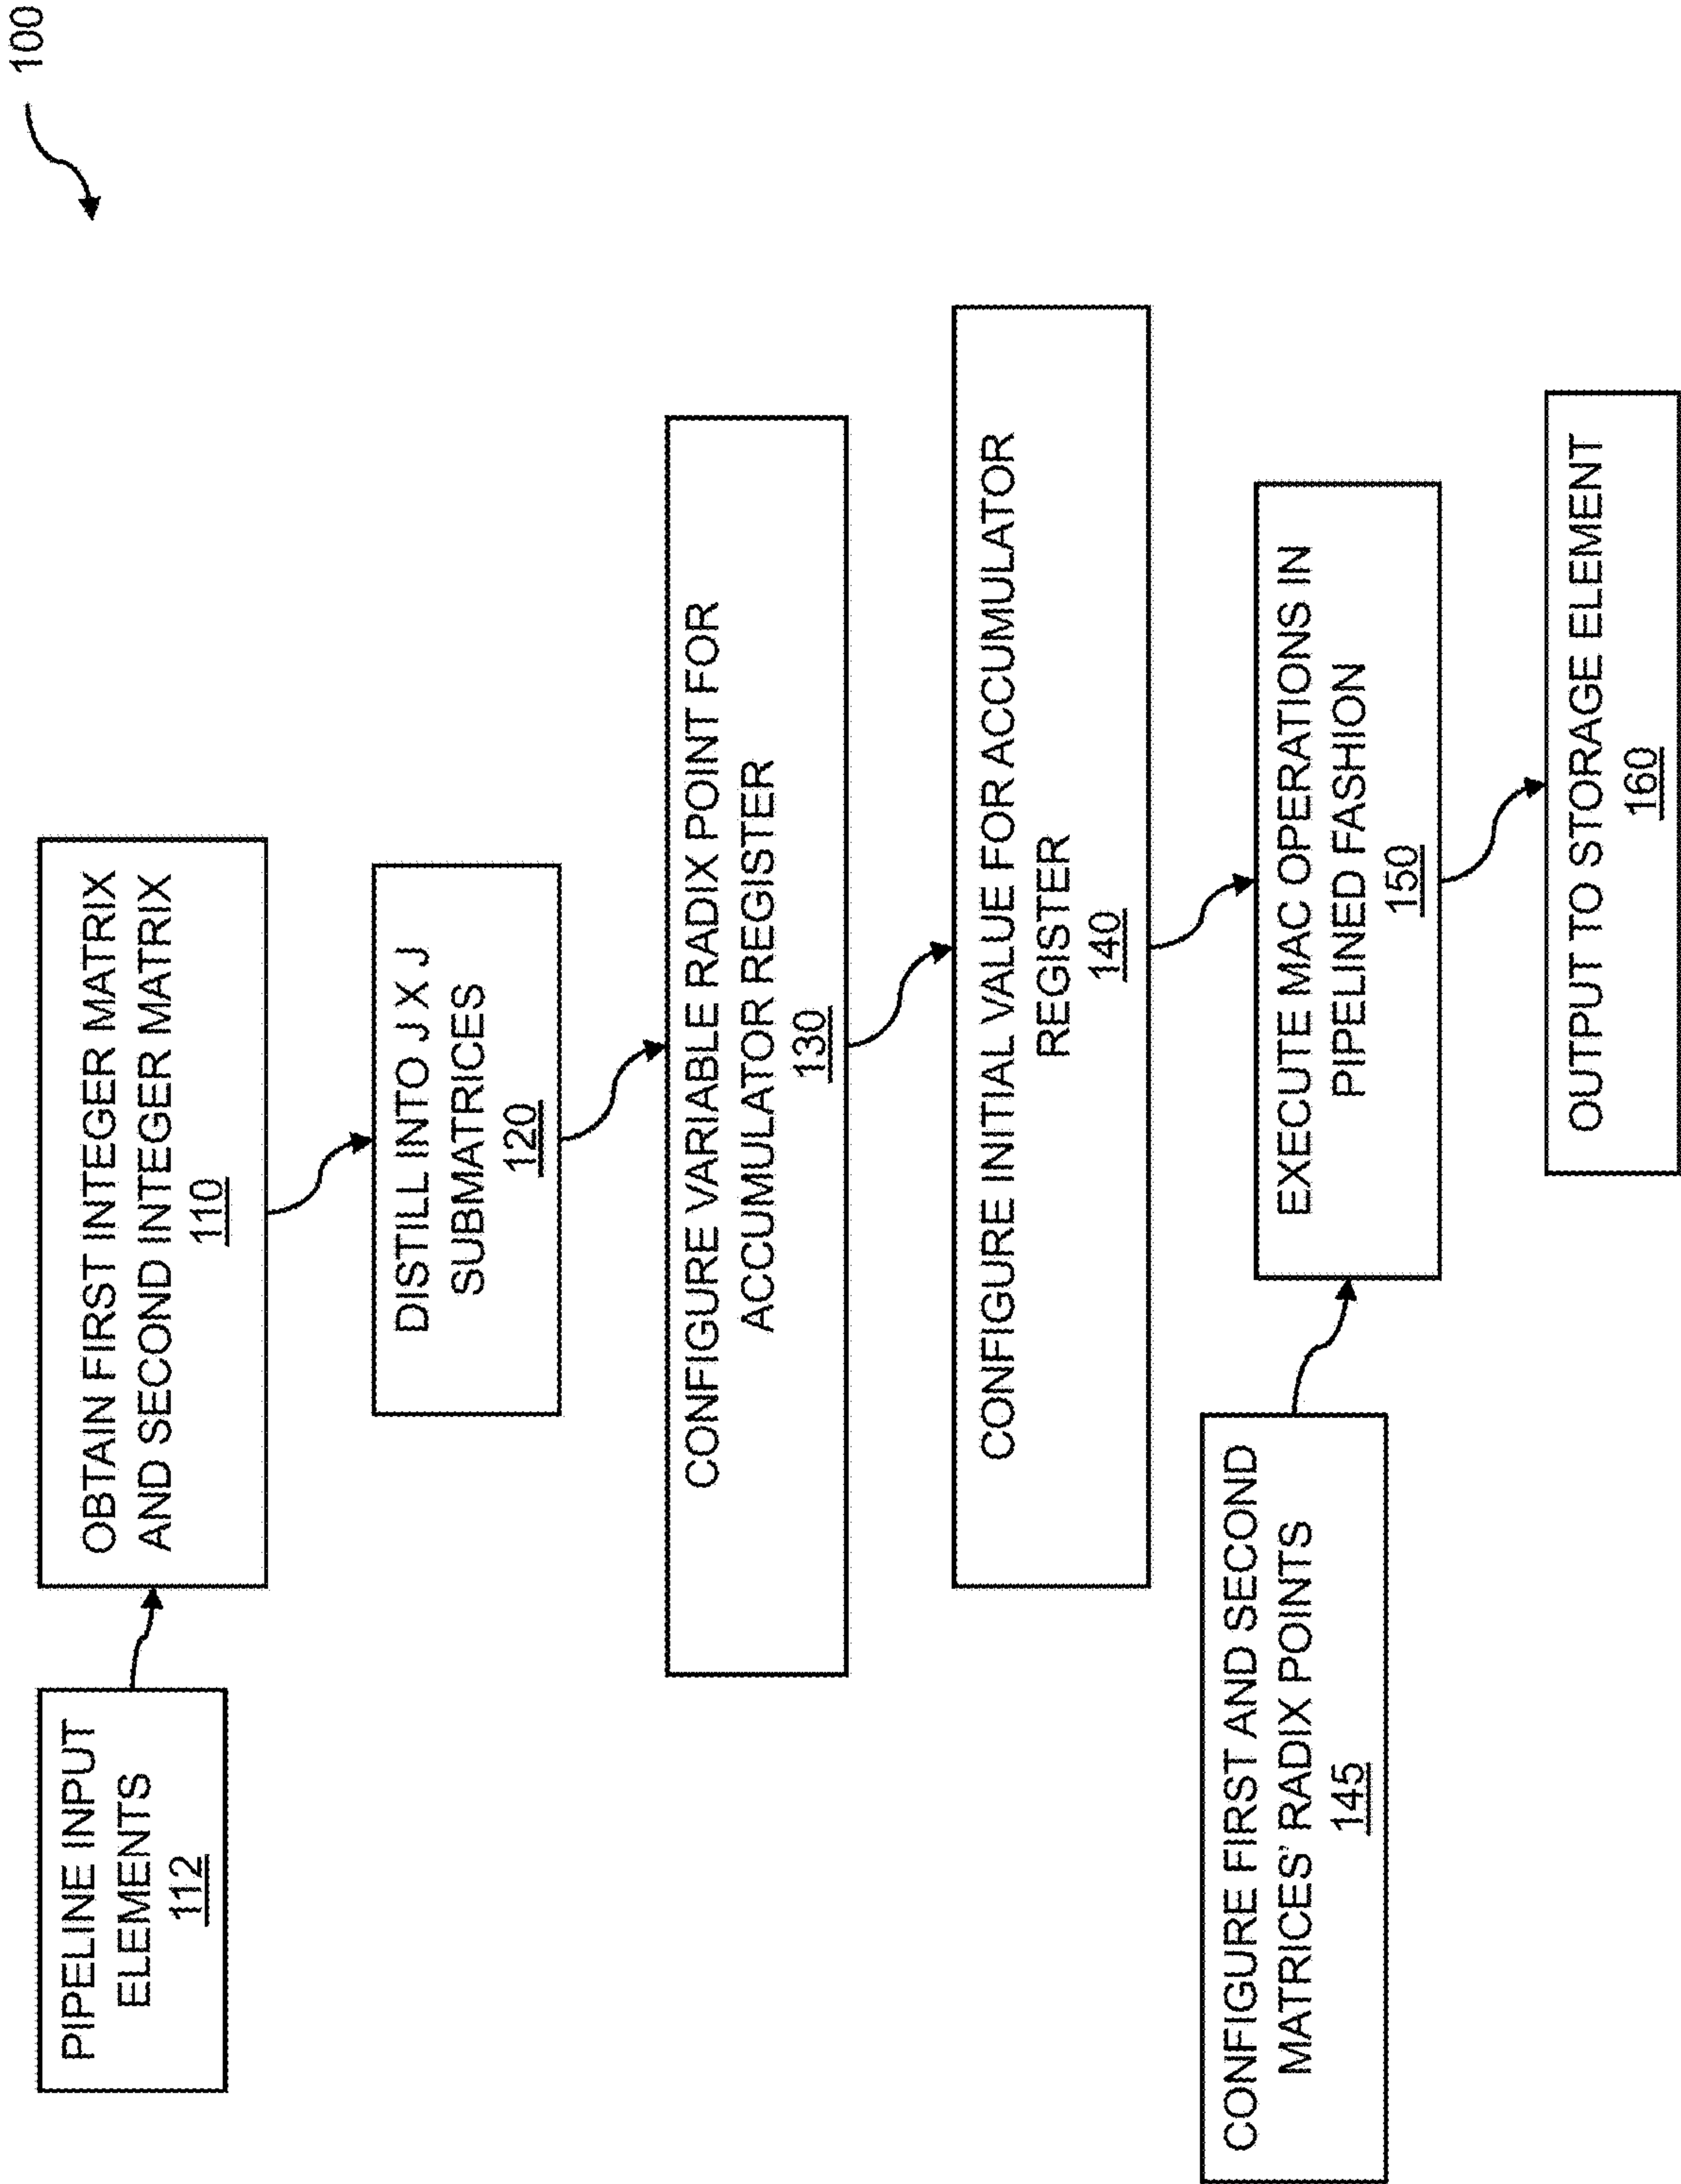 100
PIPELINE INPUT
ELEMENTS
112
OBTAIN FIRST INTEGER MATRIX
AND SECOND INTEGER MATRIX
110
DISTILL INTO J X J
SUBMATRICES
120
CONFIGURE VARIABLE RADIX POINT FOR
ACCUMULATOR REGISTER
130
CONFIGURE INITIAL VALUE FOR ACCUMULATOR
REGISTER
140
CONFIGURE FIRST AND SECOND
MATRICES' RADIX POINTS
145
EXECUTE MAC OPERATIONS IN
PIPELINED FASHION
150
OUTPUT TO STORAGE ELEMENT
160